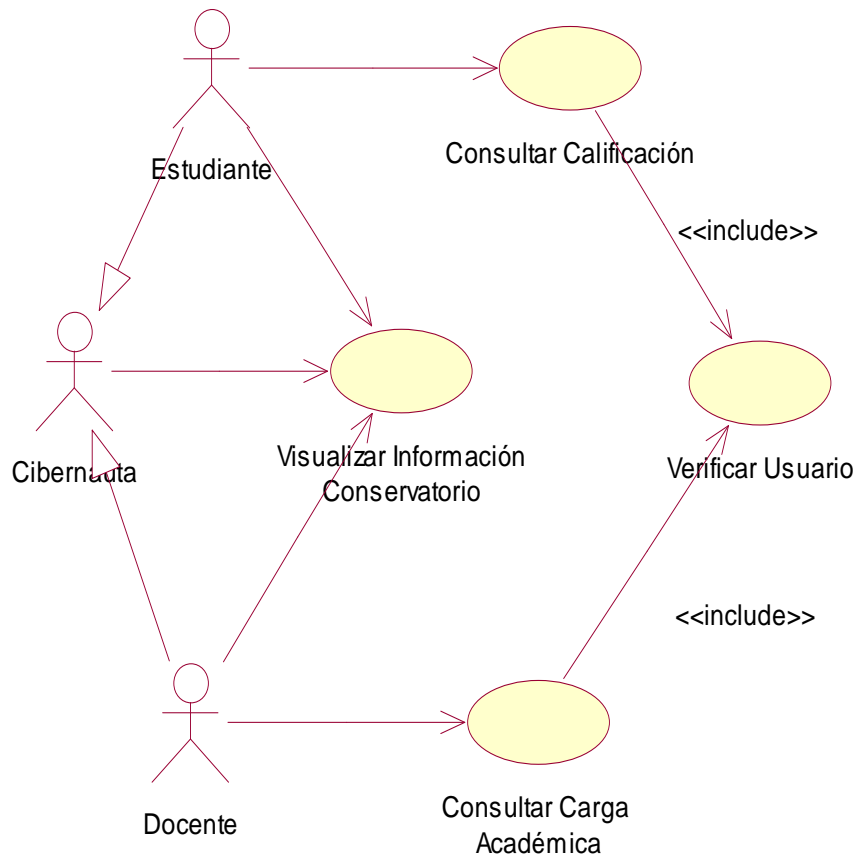 Estudiante
Consultar Calificación
<<include>>
Cibernauta
Visualizar Información
Conservatorio
Verificar Usuario
<<include>>
Docente
Consultar Carga
Académica